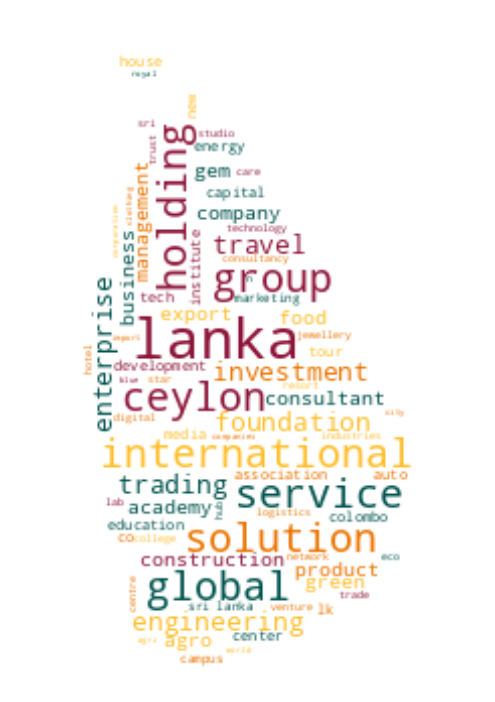 house
royal
new
sri
studio
trust
energy
holding
management
gem
care
capital
clothing
company
corporation
business
technology
institute
travel
consultancy
group
tech
marketing
enterprise
export
food
lanka
import
jewellery
hotel
tour
development
investment
blue
star
resort
ceylon
consultant
city
digital
foundation
media
companies
industries
international
association
auto
trading
service
lab
academy
hub
logistics
colombo
education
solution
co
college
construction
network
eco
product
global
green
centre
trade
sri lanka
venture
lk
engineering
center
agro
agri
world
campus